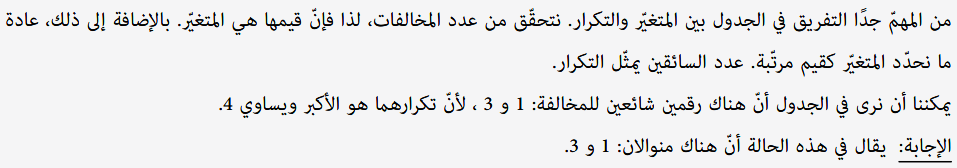 من المهمّ جدًا التفريق في الجدول بين المتغيّر والتكرار. نتحقّق من عدد المخالفات، لذا فإنّ قيمها هي المتغيّر. بالإضافة إلى ذلك، عادة
ما نحدّد المتغيّر كقيم مرتّبة. عدد السائقين يمثّل التكرار.
يمكننا أن نرى في الجدول أنّ هناك رقمين شائعين للمخالفة: 1 و 3 ، لأنّ تكرارهما هو الأكبر ويساوي 4.
الإجابة: يقال في هذه الحالة أنّ هناك منوالان: 1 و 3.